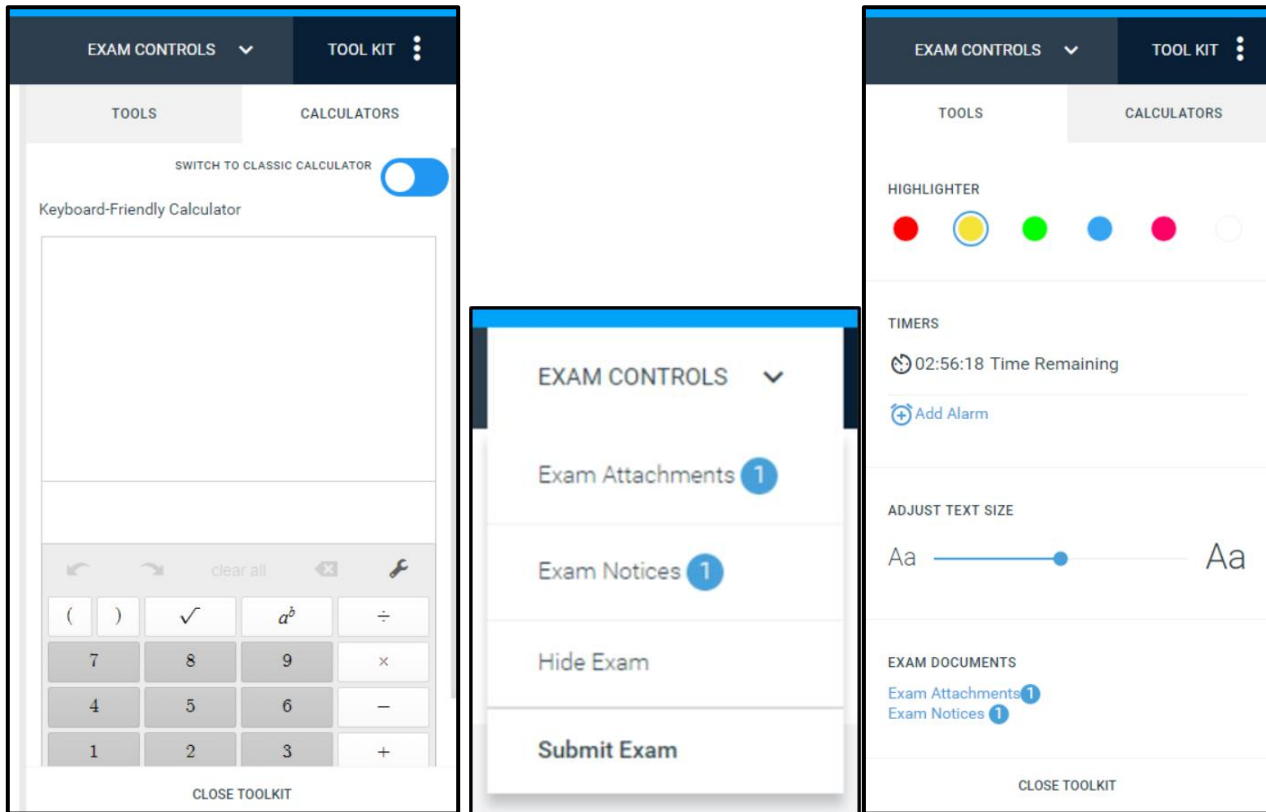 EXAM CONTROLS TOOL KIT
TOOLS CALCULATORS
SWITCH TO CLASSIC CALCULATOR
Keyboard-Friendly Calculator
clear all
( ) √ a^b ÷
7 8 9 ×
4 5 6 −
1 2 3 +
CLOSE TOOLKIT
EXAM CONTROLS
Exam Attachments 1
Exam Notices 1
Hide Exam
Submit Exam
EXAM CONTROLS TOOL KIT
TOOLS CALCULATORS
HIGHLIGHTER
TIMERS
02:56:18 Time Remaining
Add Alarm
ADJUST TEXT SIZE
Aa Aa
EXAM DOCUMENTS
Exam Attachments 1
Exam Notices 1
CLOSE TOOLKIT